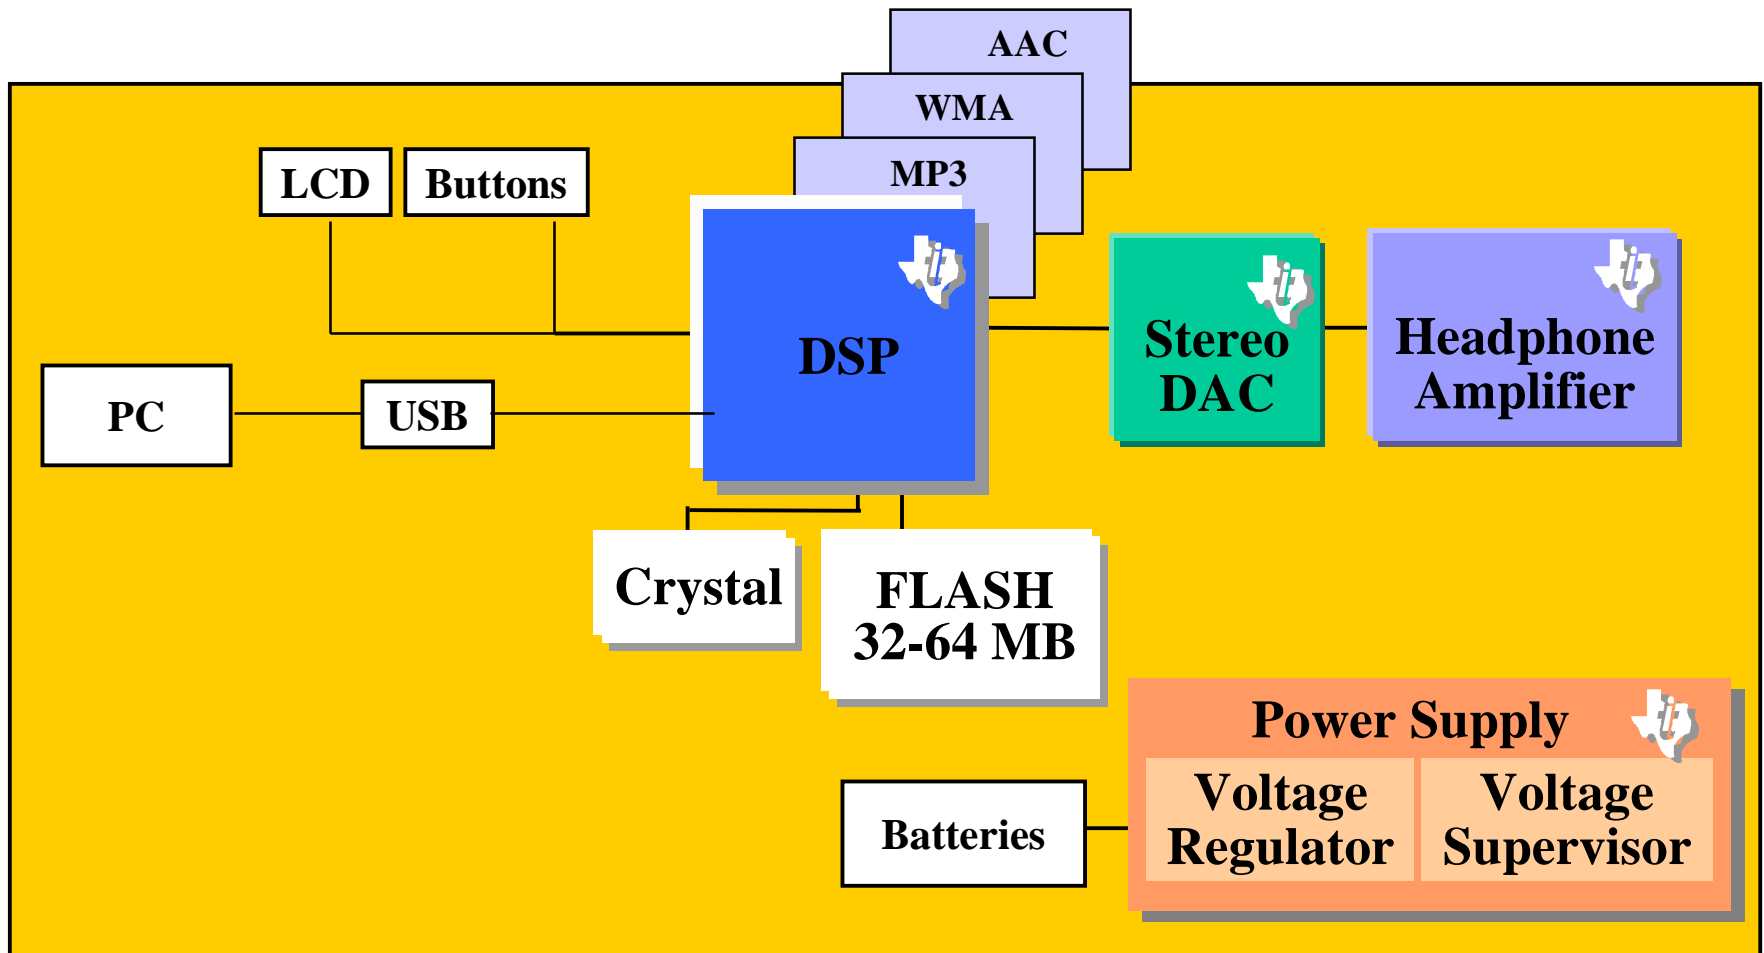 AAC
WMA
MP3
LCD
Buttons
DSP
Stereo
DAC
Headphone
Amplifier
PC
USB
Crystal
FLASH
32-64 MB
Power Supply
Voltage
Regulator
Voltage
Supervisor
Batteries